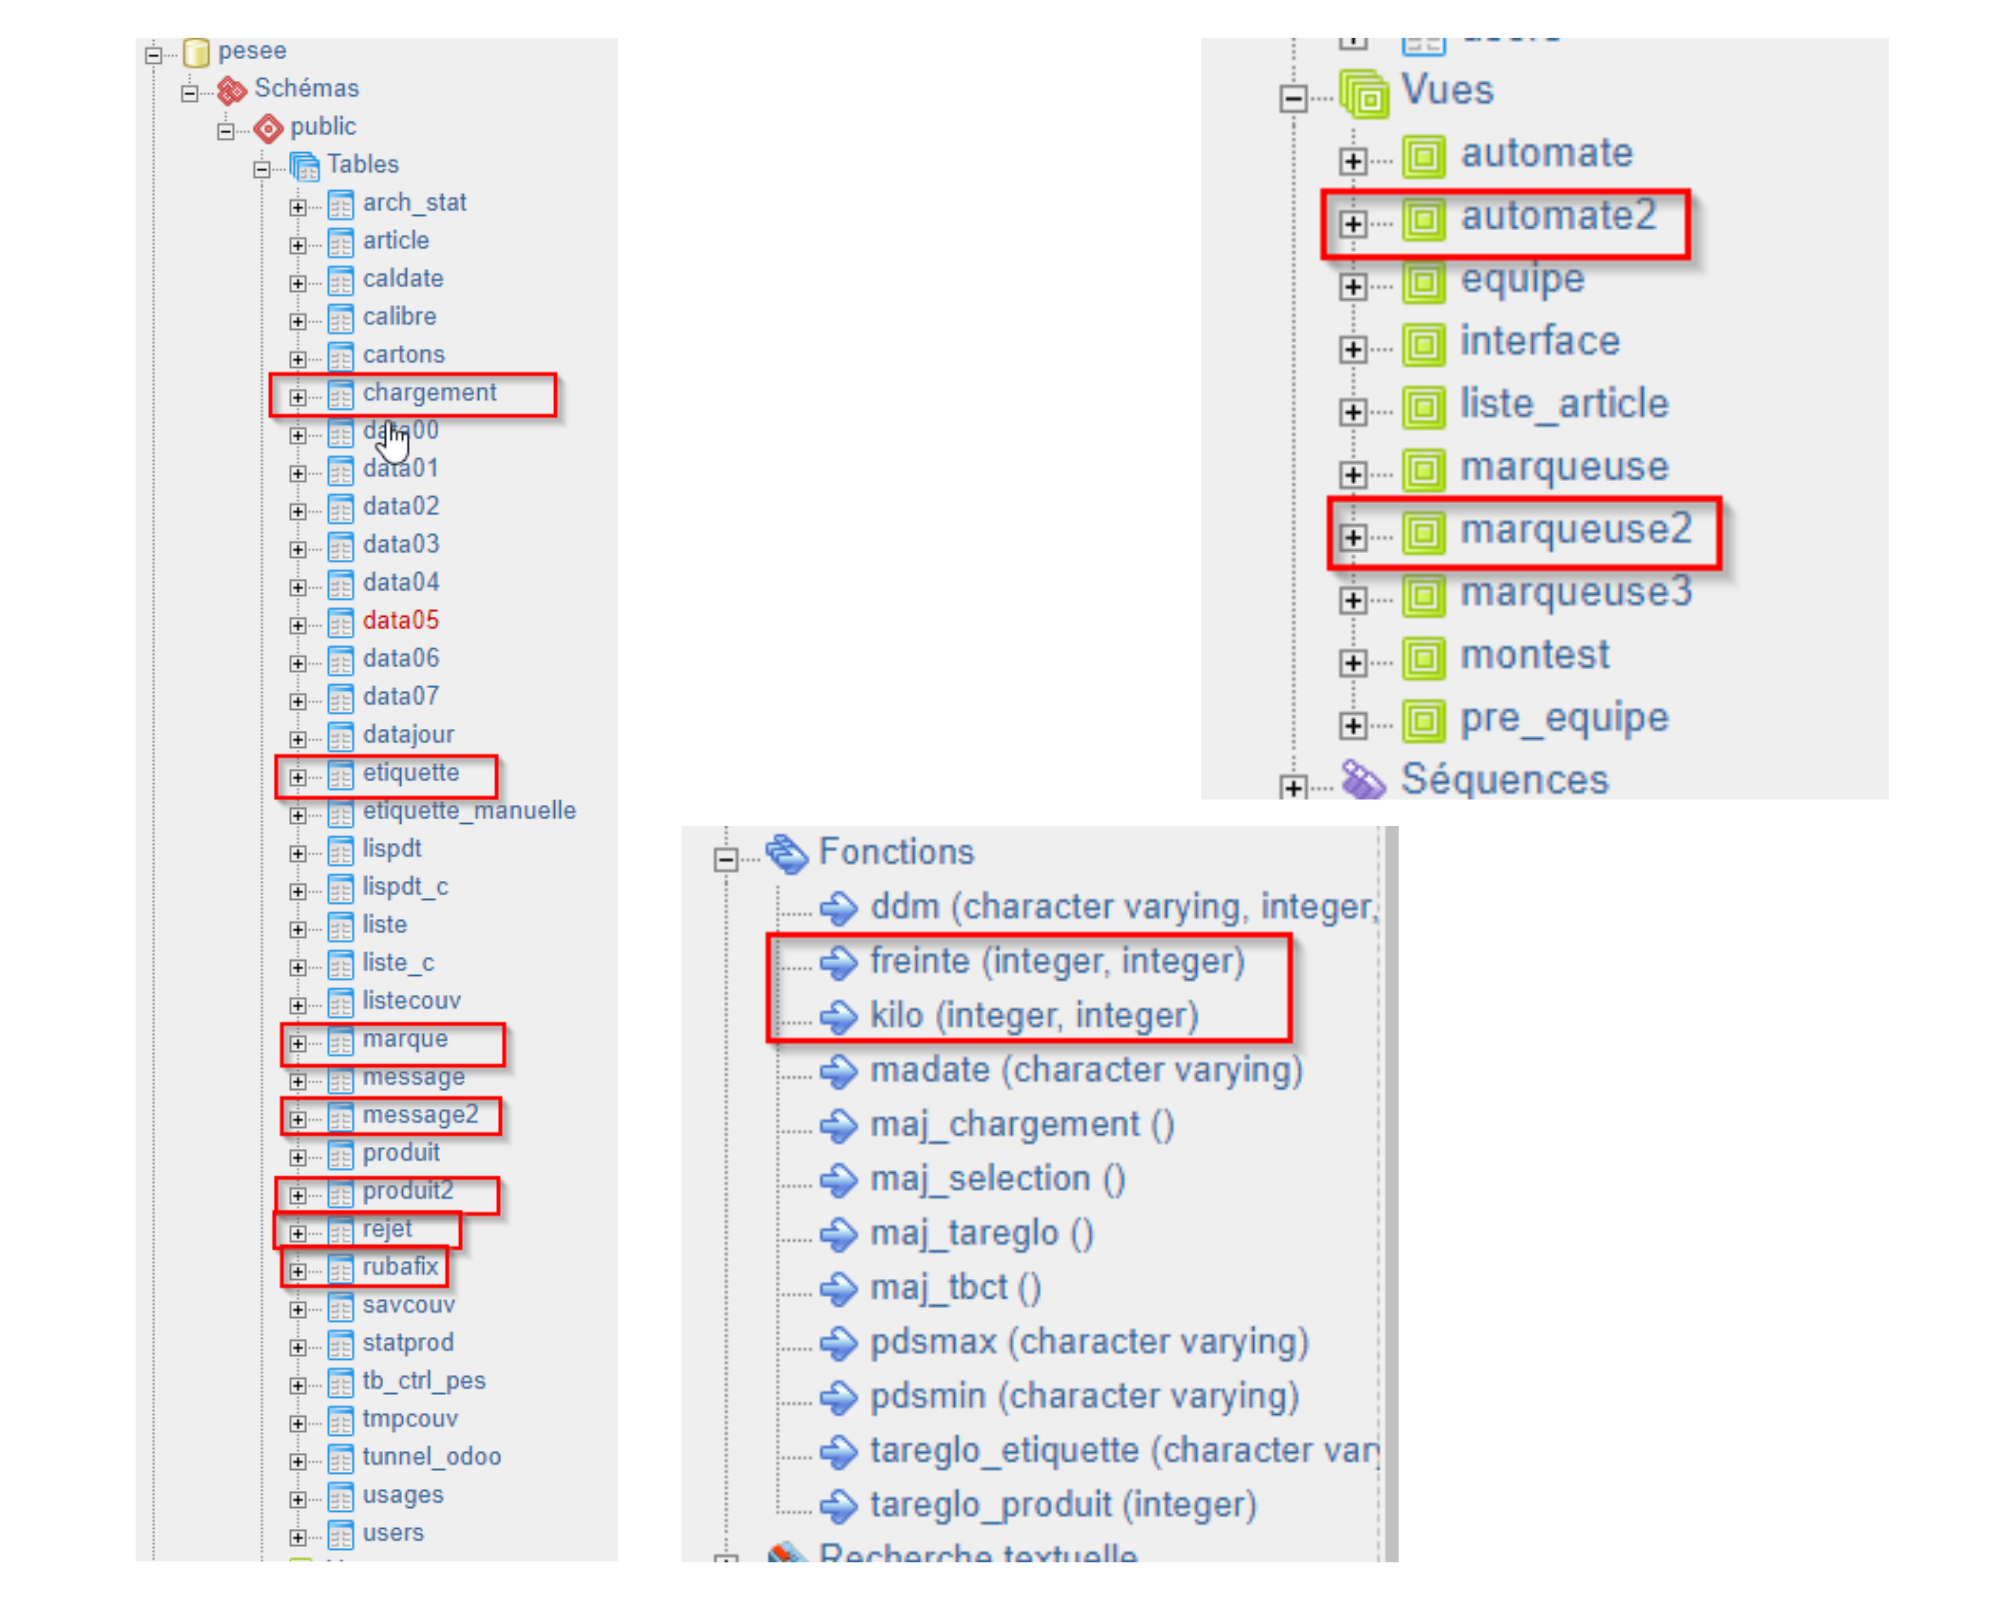 pesee
Schémas
public
Tables
arch_stat
article
caldate
calibre
cartons
chargement
data00
data01
data02
data03
data04
data05
data06
data07
datajour
etiquette
etiquette_manuelle
lispdt
lispdt_c
liste
liste_c
listecouv
marque
message
message2
produit
produit2
rejet
rubafix
savcouv
statprod
tb_ctrl_pes
tmpcouv
tunnel_odoo
usages
users
users
Vues
automate
automate2
equipe
interface
liste_article
marqueuse
marqueuse2
marqueuse3
montest
pre_equipe
Séquences
Fonctions
ddm (character varying, integer,
freinte (integer, integer)
kilo (integer, integer)
madate (character varying)
maj_chargement ()
maj_selection ()
maj_tareglo ()
maj_tbct ()
pdsmax (character varying)
pdsmin (character varying)
tareglo_etiquette (character vary
tareglo_produit (integer)
Recherche textuelle